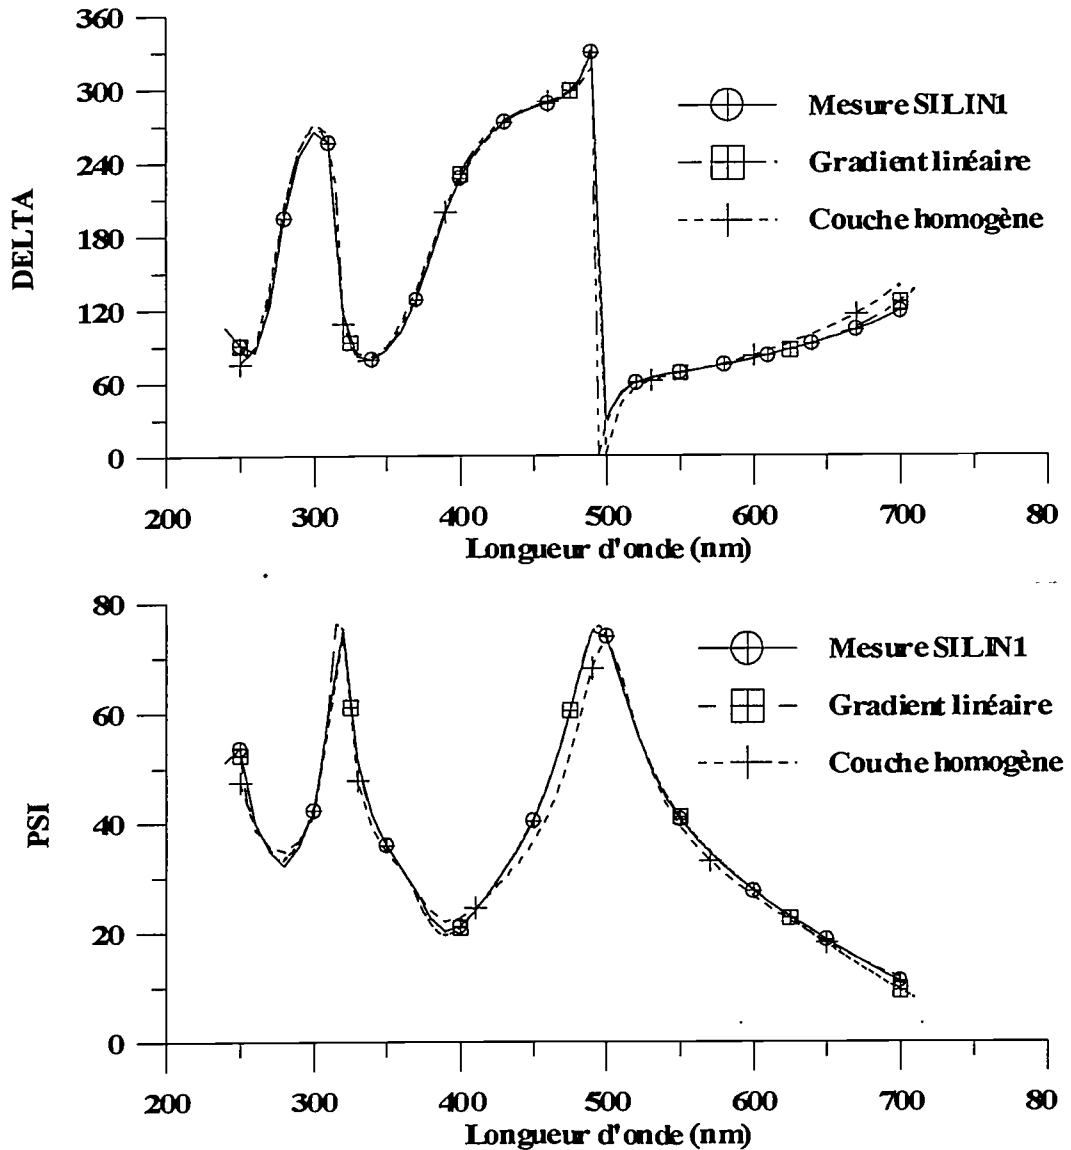 360
300
240
180
120
60
0
DELTA
Mesure SILIN1
Gradient linéaire
Couche homogène
200 300 400 500 600 700 80
Longueur d'onde (nm)
80
60
40
20
0
PSI
Mesure SILIN1
Gradient linéaire
Couche homogène
200 300 400 500 600 700 80
Longueur d'onde (nm)